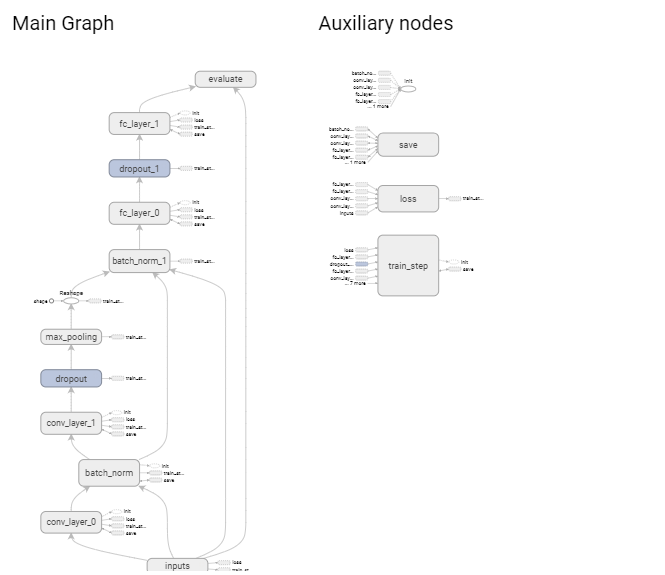 Main Graph
evaluate
fc_layer_1
init
loss
train_st...
save
dropout_1
train_st...
fc_layer_0
init
loss
train_st...
save
batch_norm_1
train_st...
Reshape
shape
train_st...
max_pooling
train_st...
dropout
train_st...
conv_layer_1
init
loss
train_st...
save
batch_norm
init
train_st...
save
conv_layer_0
init
loss
train_st...
save
inputs
loss
train_st...
Auxiliary nodes
batch_no...
conv_lay...
conv_lay...
fc_layer...
fc_layer...
... 1 more
init
batch_no...
conv_lay...
conv_lay...
fc_layer...
fc_layer...
... 1 more
save
fc_layer...
fc_layer...
conv_lay...
conv_lay...
inputs
loss
train_st...
loss
fc_layer...
dropout...
fc_layer...
conv_lay...
... 7 more
train_step
init
save